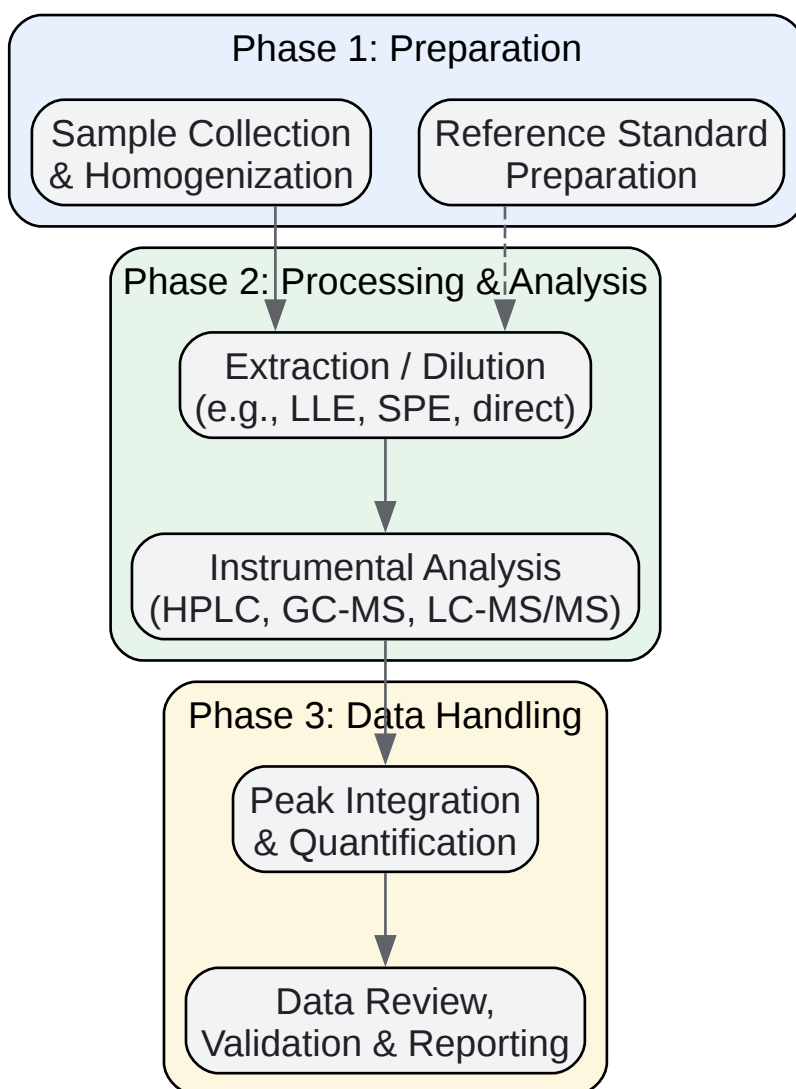 Phase 1: Preparation
Sample Collection
& Homogenization
Reference Standard
Preparation
Phase 2: Processing & Analysis
Extraction / Dilution
(e.g., LLE, SPE, direct)
Instrumental Analysis
(HPLC, GC-MS, LC-MS/MS)
Phase 3: Data Handling
Peak Integration
& Quantification
Data Review,
Validation & Reporting